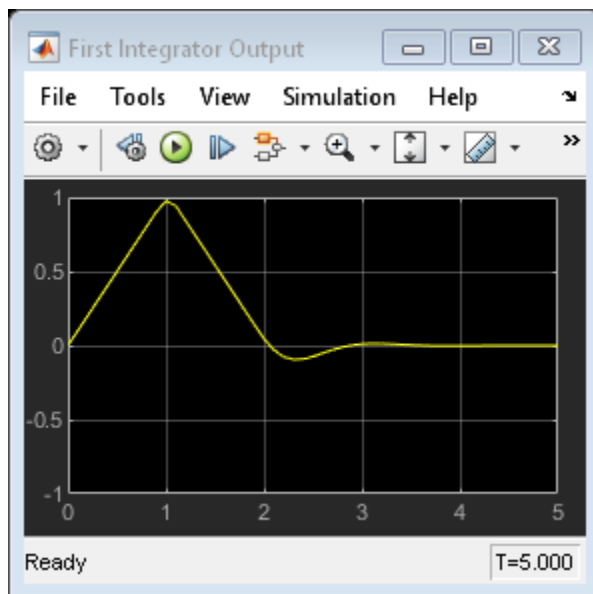 First Integrator Output
File Tools View Simulation Help
1
0.5
0
-0.5
-1
0 1 2 3 4 5
Ready T=5.000